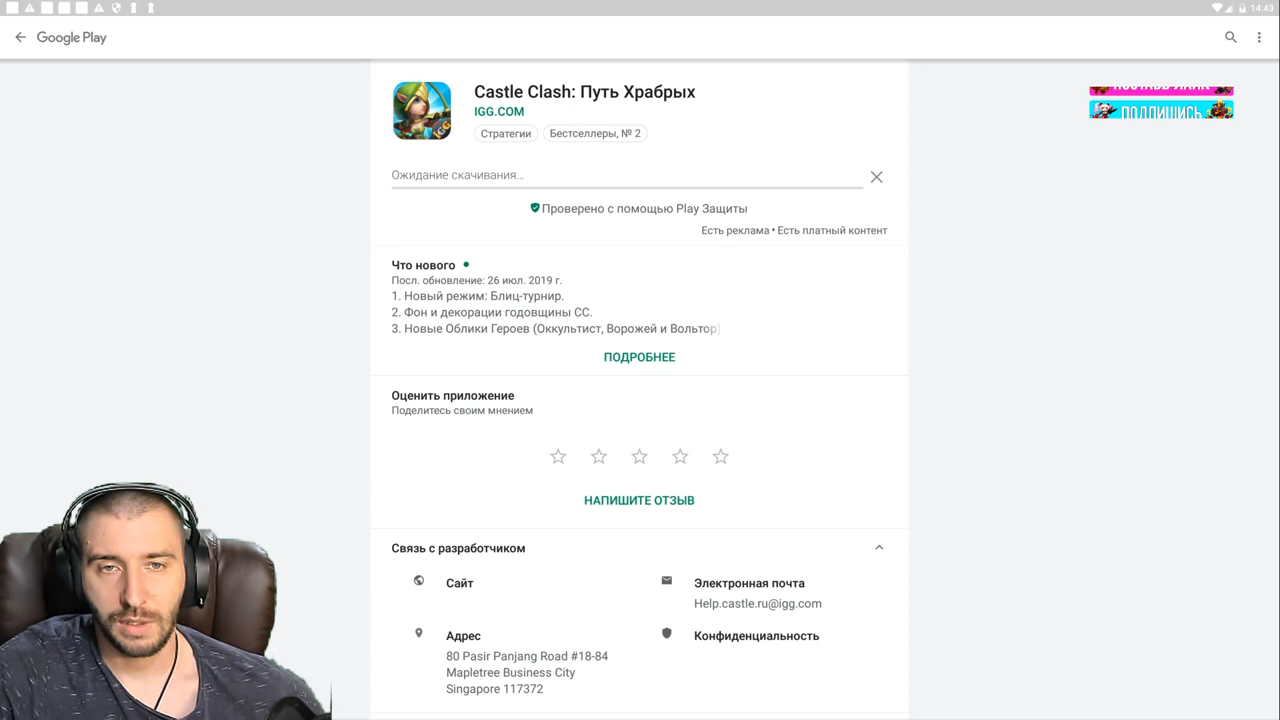 14:43
Google Play
Castle Clash: Путь Храбрых
IGG.COM
Стратегии
Бестселлеры, № 2
IGG
ПОДПИШИСЬ
Ожидание скачивания…
Проверено с помощью Play Защиты
Есть реклама • Есть платный контент
Что нового
Посл. обновление: 26 июл. 2019 г.
1. Новый режим: Блиц-турнир.
2. Фон и декорации годовщины СС.
3. Новые Облики Героев (Оккультист, Ворожей и Вольтор)
ПОДРОБНЕЕ
Оценить приложение
Поделитесь своим мнением
НАПИШИТЕ ОТЗЫВ
Связь с разработчиком
Сайт
Электронная почта
Help.castle.ru@igg.com
Адрес
Конфиденциальность
80 Pasir Panjang Road #18-84
Mapletree Business City
Singapore 117372